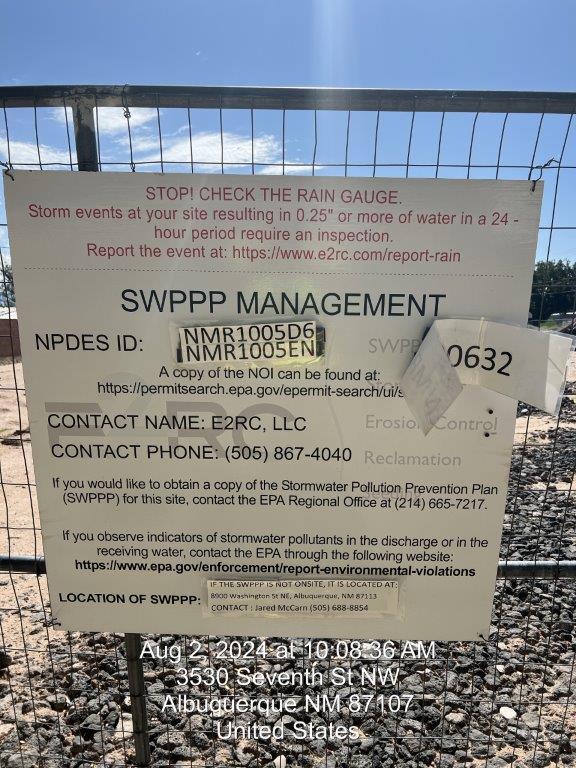 STOP! CHECK THE RAIN GAUGE.
Storm events at your site resulting in 0.25" or more of water in a 24 -
hour period require an inspection.
Report the event at: https://www.e2rc.com/report-rain
SWPPP MANAGEMENT
NPDES ID:
NMR1005D6
NMR1005EN
SWPP
0632
A copy of the NOI can be found at:
https://permitsearch.epa.gov/epermit-search/ui/s
E2RC
CONTACT NAME: E2RC, LLC
Erosion Control
CONTACT PHONE: (505) 867-4040
Reclamation
If you would like to obtain a copy of the Stormwater Pollution Prevention Plan
(SWPPP) for this site, contact the EPA Regional Office at (214) 665-7217.
If you observe indicators of stormwater pollutants in the discharge or in the
receiving water, contact the EPA through the following website:
https://www.epa.gov/enforcement/report-environmental-violations
LOCATION OF SWPPP:
IF THE SWPPP IS NOT ONSITE, IT IS LOCATED AT:
8900 Washington St NE, Albuquerque, NM 87113
CONTACT : Jared McCarn (505) 688-8854
Aug 2, 2024 at 10:08:36 AM
3530 Seventh St NW
Albuquerque NM 87107
United States